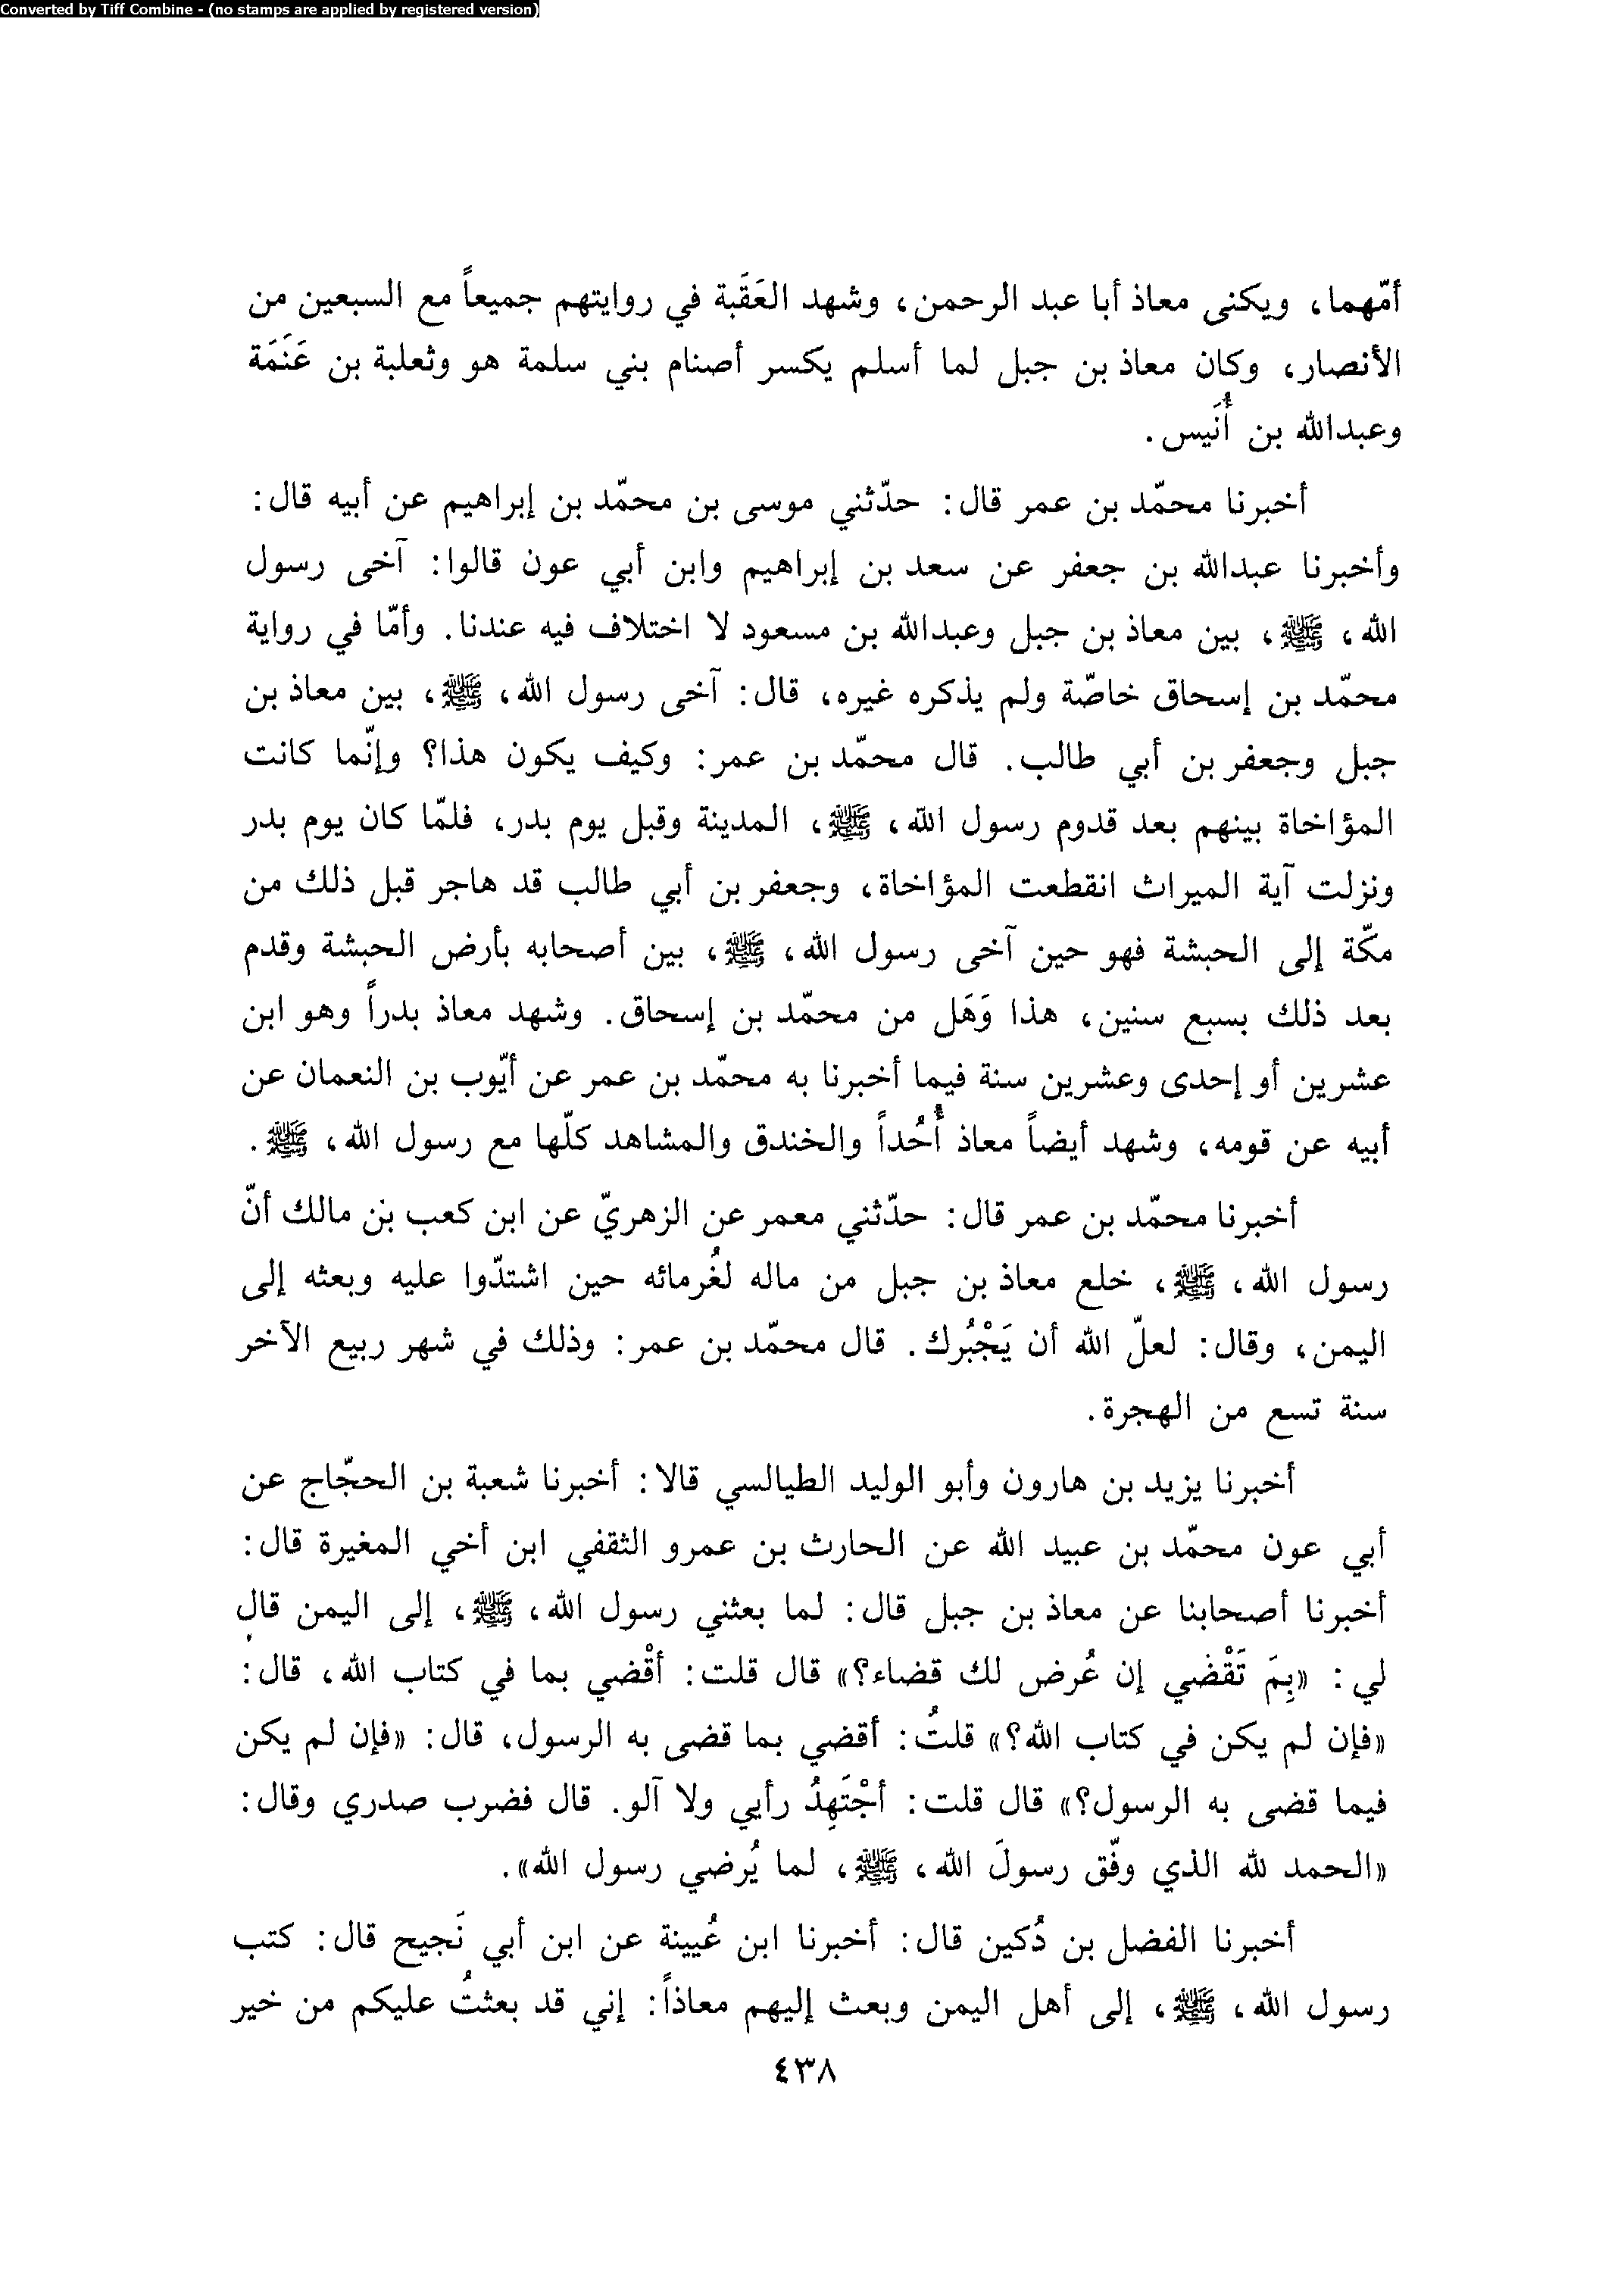 Converted by Tiff Combine - (no stamps are applied by registered version)
أمّهما، ويكنى معاذ أبا عبد الرحمن، وشهد العَقَبة في روايتهم جميعاً مع السبعين من
الأنصار، وكان معاذ بن جبل لما أسلم يكسر أصنام بني سلمة هو وثعلبة بن عَنَمَة
وعبدالله بن أُنَيس.
أخبرنا محمّد بن عمر قال: حدّثني موسى بن محمّد بن إبراهيم عن أبيه قال:
وأخبرنا عبدالله بن جعفر عن سعد بن إبراهيم وابن أبي عون قالوا: آخى رسول
الله، ﷺ، بين معاذ بن جبل وعبدالله بن مسعود لا اختلاف فيه عندنا. وأمّا في رواية
محمّد بن إسحاق خاصّة ولم يذكره غيره، قال: آخى رسول الله، ﷺ، بين معاذ بن
جبل وجعفر بن أبي طالب. قال محمّد بن عمر: وكيف يكون هذا؟ وإنّما كانت
المؤاخاة بينهم بعد قدوم رسول الله، ﷺ، المدينة وقبل يوم بدر، فلمّا كان يوم بدر
ونزلت آية الميراث انقطعت المؤاخاة، وجعفر بن أبي طالب قد هاجر قبل ذلك من
مكّة إلى الحبشة فهو حين آخى رسول الله، ﷺ، بين أصحابه بأرض الحبشة وقدم
بعد ذلك بسبع سنين، هذا وَهَل من محمّد بن إسحاق. وشهد معاذ بدراً وهو ابن
عشرين أو إحدى وعشرين سنة فيما أخبرنا به محمّد بن عمر عن أيّوب بن النعمان عن
أبيه عن قومه، وشهد أيضاً معاذ أُحُداً والخندق والمشاهد كلّها مع رسول الله، ﷺ.
أخبرنا محمّد بن عمر قال: حدّثني معمر عن الزهريّ عن ابن كعب بن مالك أنّ
رسول الله، ﷺ، خلع معاذ بن جبل من ماله لغُرمائه حين اشتدّوا عليه وبعثه إلى
اليمن، وقال: لعلّ الله أن يَجْبُرك. قال محمّد بن عمر: وذلك في شهر ربيع الآخر
سنة تسع من الهجرة.
أخبرنا يزيد بن هارون وأبو الوليد الطيالسي قالا: أخبرنا شعبة بن الحجّاج عن
أبي عون محمّد بن عبيد الله عن الحارث بن عمرو الثقفي ابن أخي المغيرة قال:
أخبرنا أصحابنا عن معاذ بن جبل قال: لما بعثني رسول الله، ﷺ، إلى اليمن قال
لي: «بِمَ تَقْضي إن عُرض لك قضاء؟» قال قلت: أقْضي بما في كتاب الله، قال:
«فإن لم يكن في كتاب الله؟» قلتُ: أقضي بما قضى به الرسول، قال: «فإن لم يكن
فيما قضى به الرسول؟» قال قلت: أجْتَهِدُ رأيي ولا آلو. قال فضرب صدري وقال:
«الحمد لله الذي وفّق رسولَ الله، ﷺ، لما يُرضي رسول الله».
أخبرنا الفضل بن دُكين قال: أخبرنا ابن عُيينة عن ابن أبي نَجيح قال: كتب
رسول الله، ﷺ، إلى أهل اليمن وبعث إليهم معاذاً: إني قد بعثتُ عليكم من خير
٤٣٨